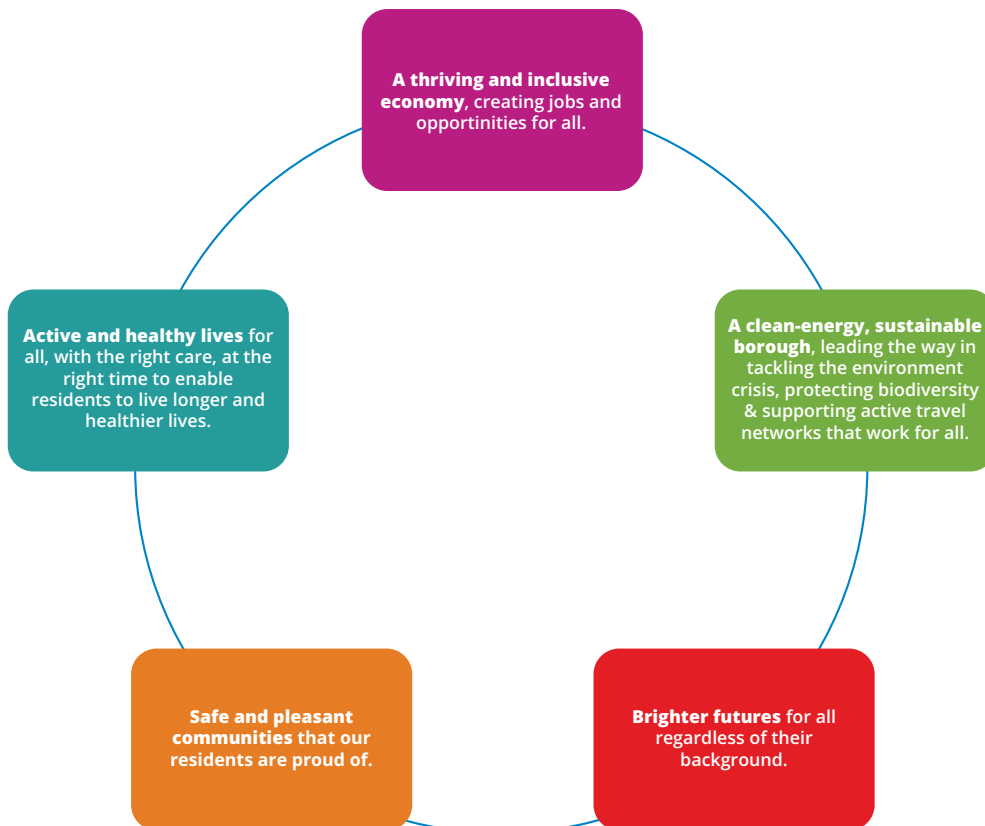 A thriving and inclusive
economy, creating jobs and
opportinities for all.
Active and healthy lives for
all, with the right care, at the
right time to enable
residents to live longer and
healthier lives.
A clean-energy, sustainable
borough, leading the way in
tackling the environment
crisis, protecting biodiversity
& supporting active travel
networks that work for all.
Safe and pleasant
communities that our
residents are proud of.
Brighter futures for all
regardless of their
background.